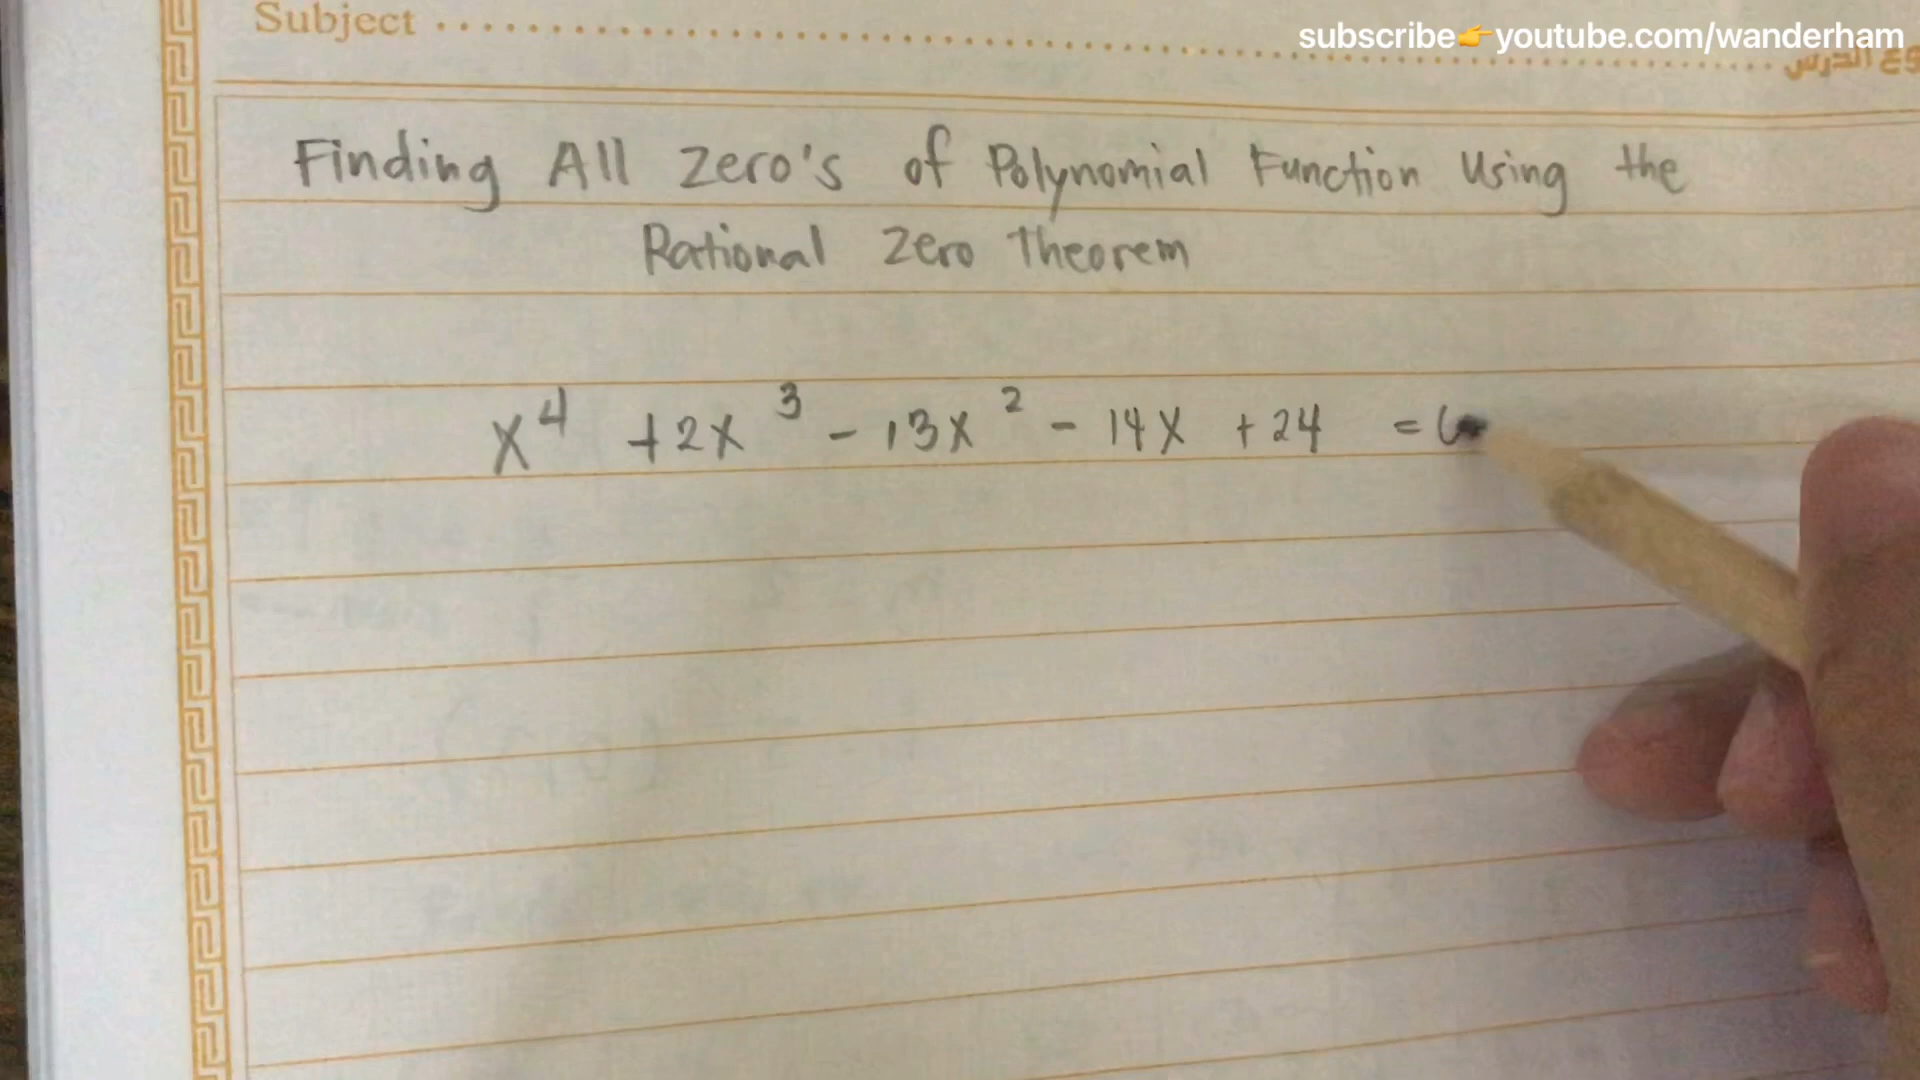 subscribe👉youtube.com/wanderham
Subject
Finding All Zero's of Polynomial Function Using the
Rational Zero Theorem
x⁴ +2x³ - 13x² - 14x + 24 =